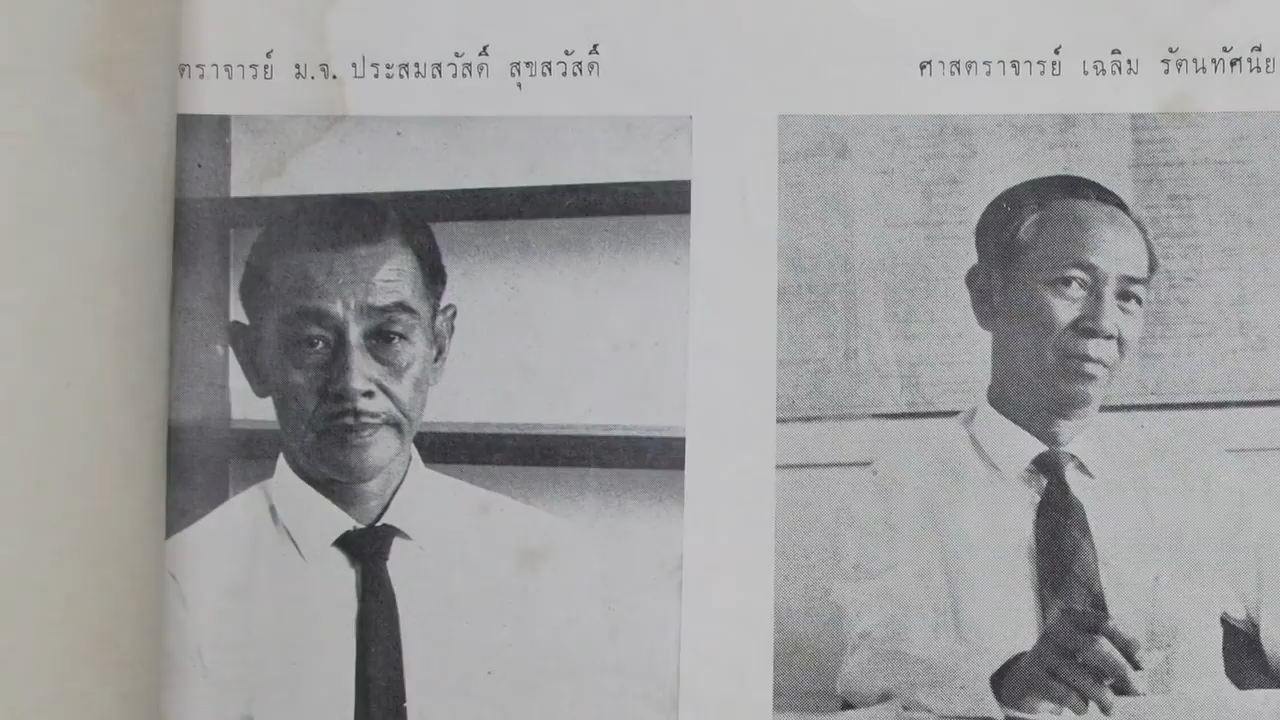 ตราจารย์ ม.จ. ประสมสวัสดิ์ สุขสวัสดิ์
ศาสตราจารย์ เฉลิม รัตนทัศนีย